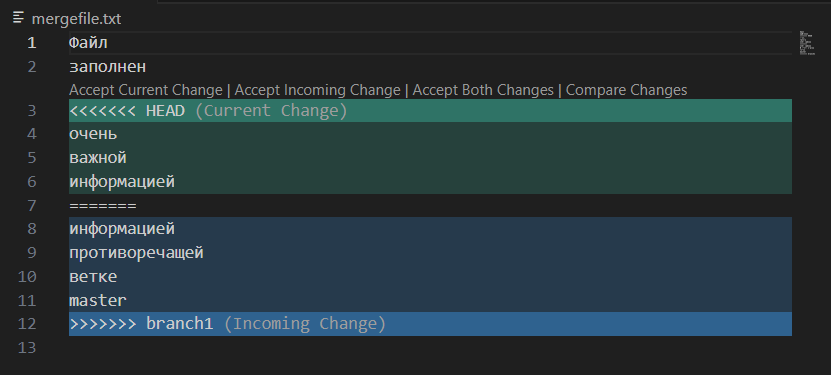 mergefile.txt
1 Файл
2 заполнен
Accept Current Change | Accept Incoming Change | Accept Both Changes | Compare Changes
3 <<<<<<< HEAD (Current Change)
4 очень
5 важной
6 информацией
7 =======
8 информацией
9 противоречащей
10 ветке
11 master
12 >>>>>>> branch1 (Incoming Change)
13